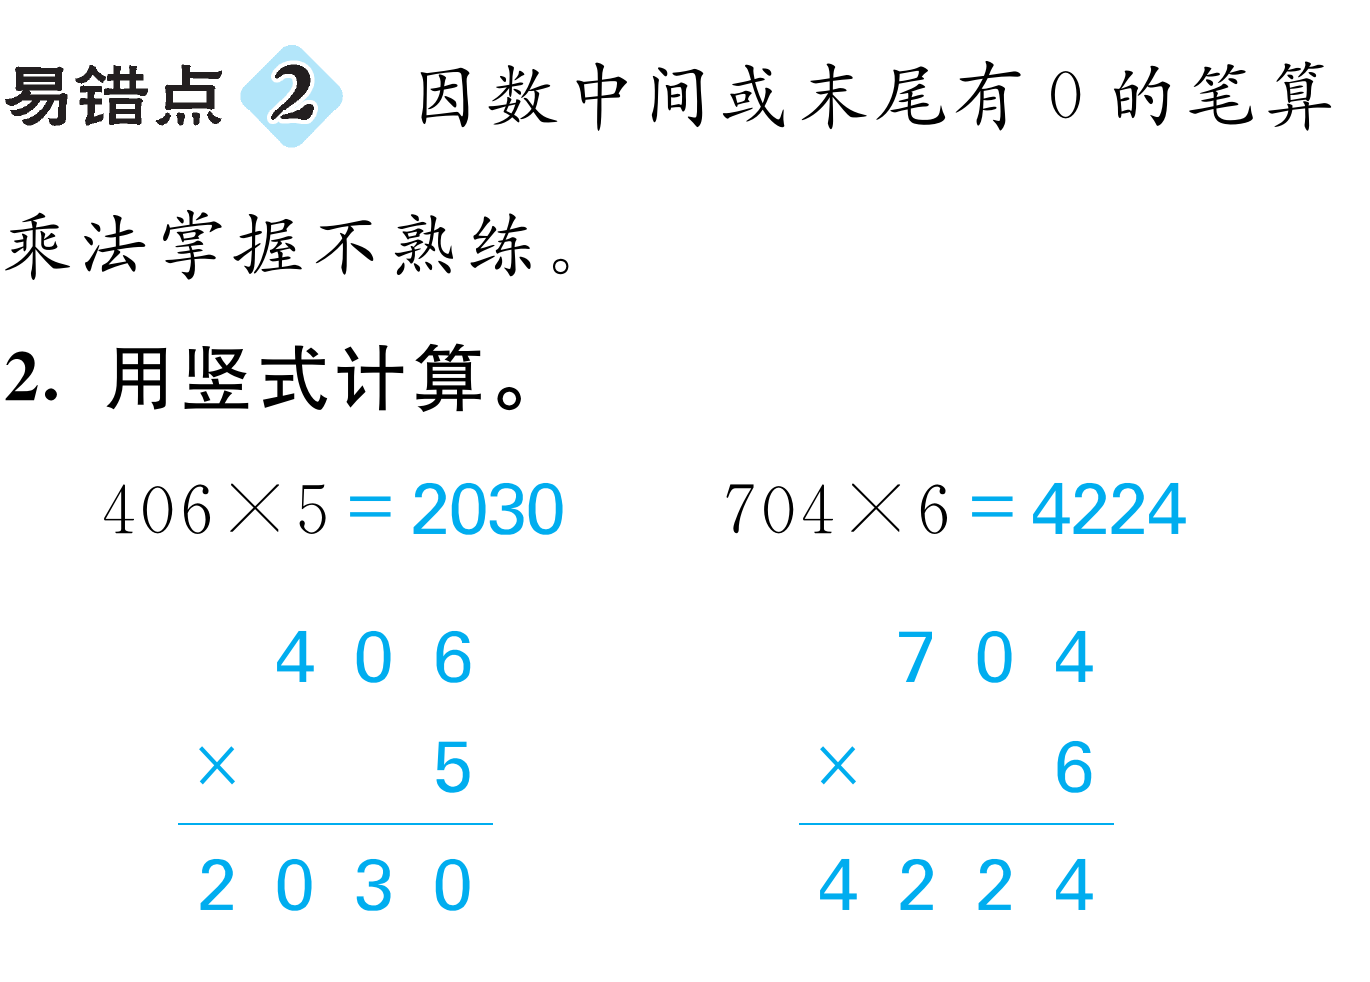 易错点 2 因数中间或末尾有 0 的笔算
乘法掌握不熟练。
2. 用竖式计算。
406×5=2030 704×6=4224
4 0 6 7 0 4
× 5 × 6
2 0 3 0 4 2 2 4